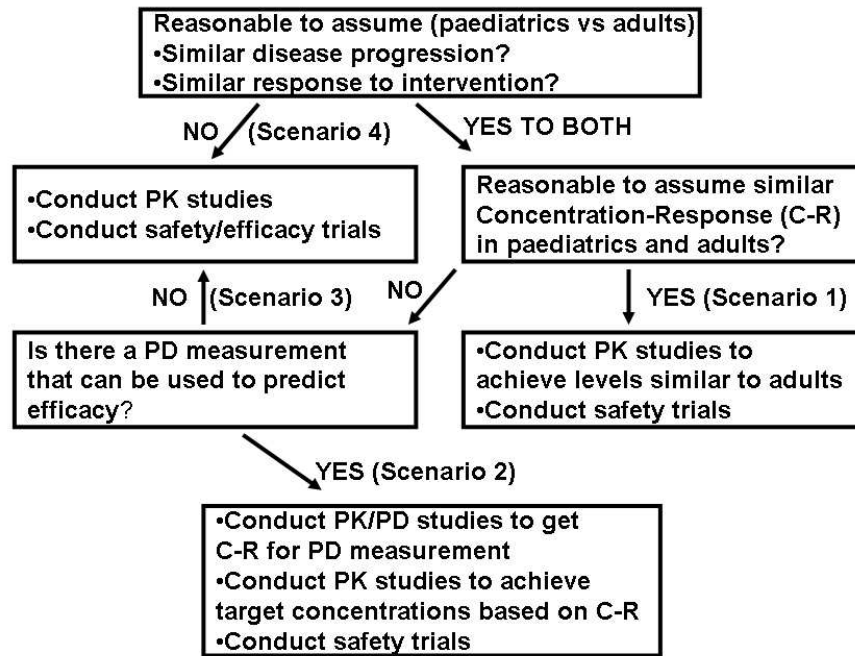 Reasonable to assume (paediatrics vs adults)
•Similar disease progression?
•Similar response to intervention?
NO (Scenario 4)
YES TO BOTH
•Conduct PK studies
•Conduct safety/efficacy trials
Reasonable to assume similar
Concentration-Response (C-R)
in paediatrics and adults?
NO (Scenario 3)
NO
YES (Scenario 1)
Is there a PD measurement
that can be used to predict
efficacy?
•Conduct PK studies to
achieve levels similar to adults
•Conduct safety trials
YES (Scenario 2)
•Conduct PK/PD studies to get
C-R for PD measurement
•Conduct PK studies to achieve
target concentrations based on C-R
•Conduct safety trials